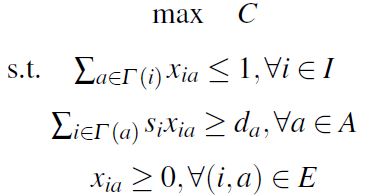 max C
s.t. ∑_{a∈Γ(i)} x_{ia} ≤ 1, ∀i ∈ I
∑_{i∈Γ(a)} s_i x_{ia} ≥ d_a, ∀a ∈ A
x_{ia} ≥ 0, ∀(i,a) ∈ E